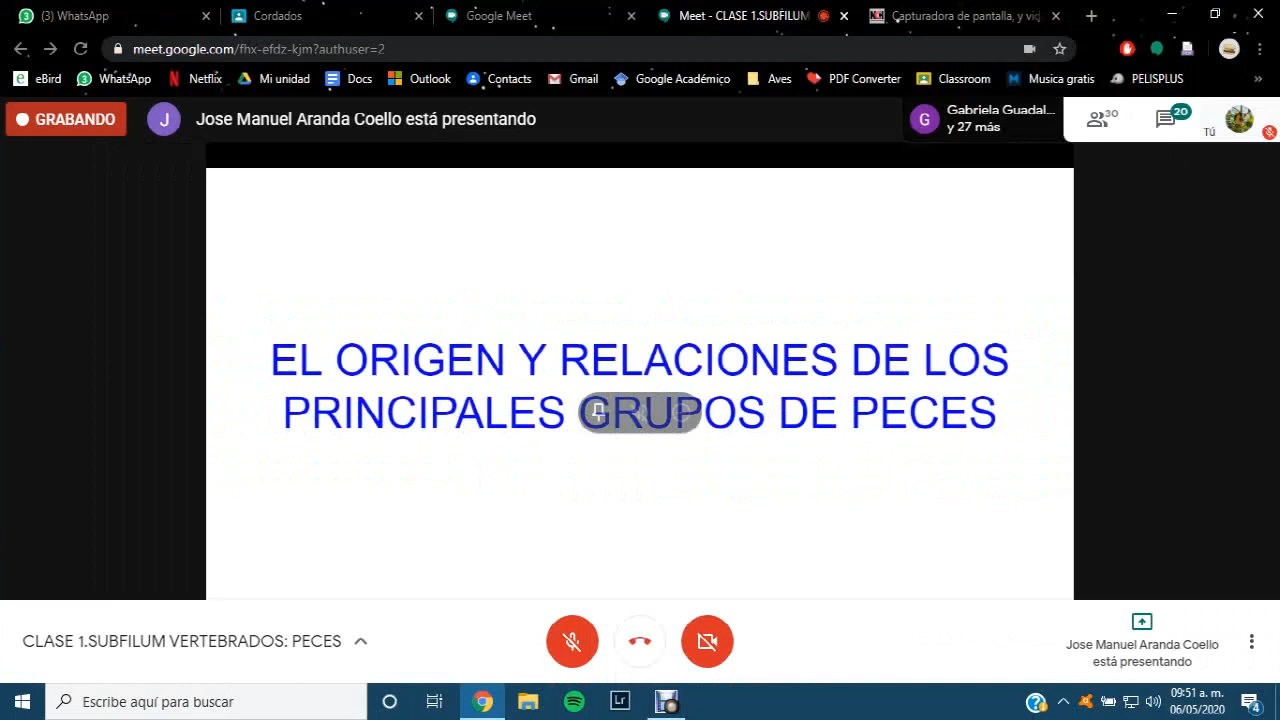 (3) WhatsApp
Cordados
Google Meet
Meet - CLASE 1.SUBFILUM
Capturadora de pantalla, y vid
meet.google.com/fhx-efdz-kjm?authuser=2
eBird
WhatsApp
Netflix
Mi unidad
Docs
Outlook
Contacts
Gmail
Google Académico
Aves
PDF Converter
Classroom
Musica gratis
PELISPLUS
»
GRABANDO
J
Jose Manuel Aranda Coello está presentando
G
Gabriela Guadal...
y 27 más
30
20
Tú
EL ORIGEN Y RELACIONES DE LOS
PRINCIPALES GRUPOS DE PECES
CLASE 1.SUBFILUM VERTEBRADOS: PECES
Jose Manuel Aranda Coello
está presentando
Escribe aquí para buscar
Lr
09:51 a. m.
06/05/2020
4